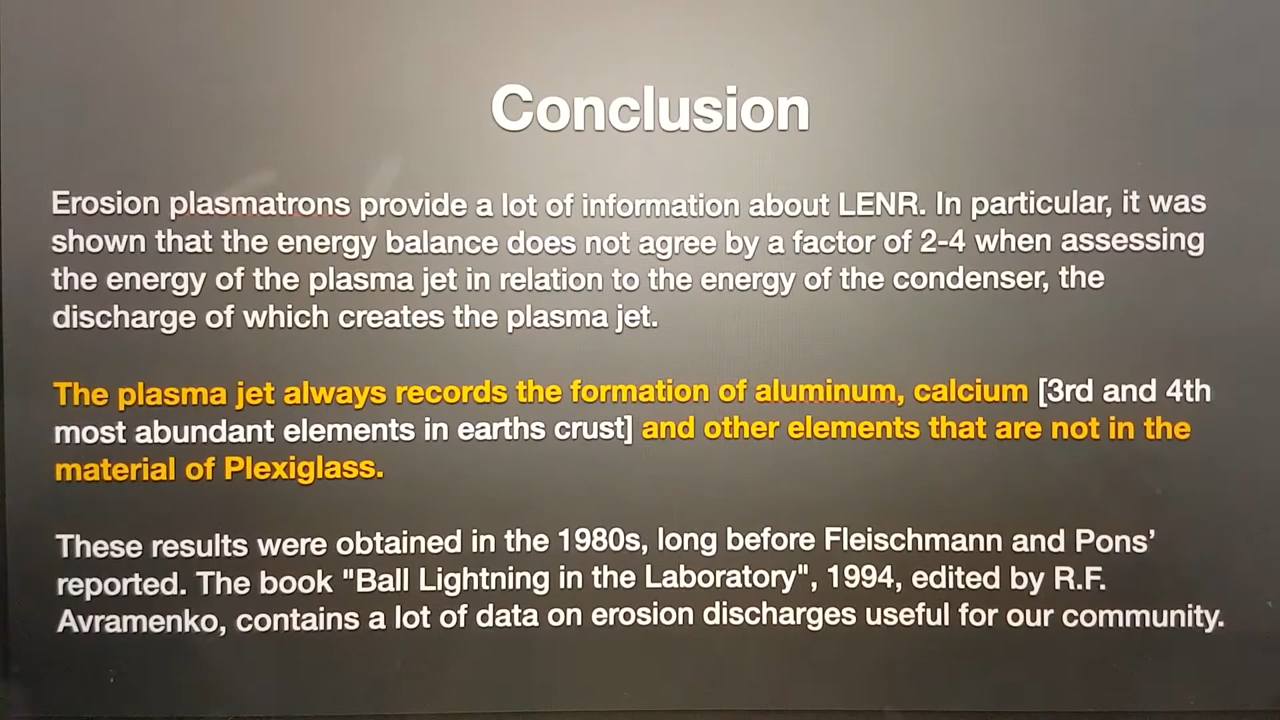 Conclusion
Erosion plasmatrons provide a lot of information about LENR. In particular, it was
shown that the energy balance does not agree by a factor of 2-4 when assessing
the energy of the plasma jet in relation to the energy of the condenser, the
discharge of which creates the plasma jet.
The plasma jet always records the formation of aluminum, calcium [3rd and 4th
most abundant elements in earths crust] and other elements that are not in the
material of Plexiglass.
These results were obtained in the 1980s, long before Fleischmann and Pons’
reported. The book "Ball Lightning in the Laboratory", 1994, edited by R.F.
Avramenko, contains a lot of data on erosion discharges useful for our community.